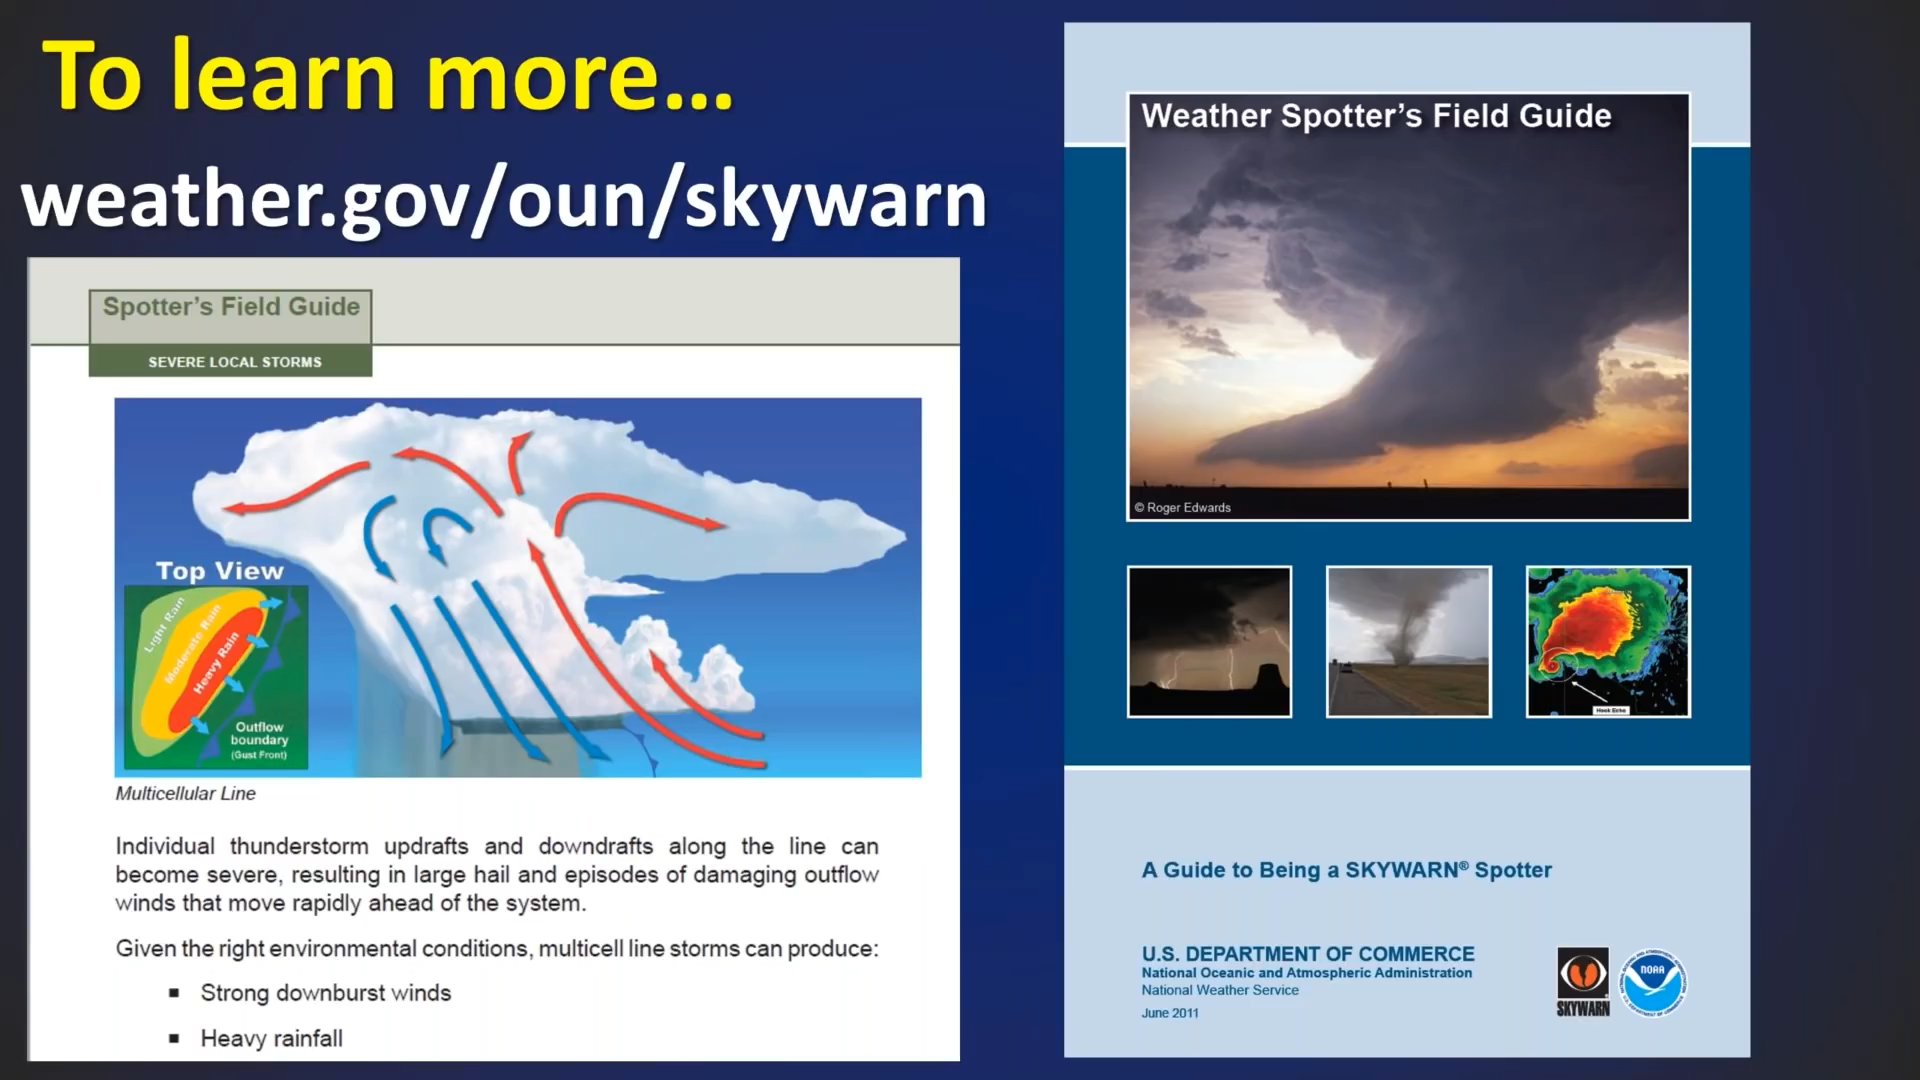 To learn more...
weather.gov/oun/skywarn
Spotter's Field Guide
SEVERE LOCAL STORMS
Top View
Light Rain
Moderate Rain
Heavy Rain
Outflow
boundary
(Gust Front)
Multicellular Line
Individual thunderstorm updrafts and downdrafts along the line can
become severe, resulting in large hail and episodes of damaging outflow
winds that move rapidly ahead of the system.
Given the right environmental conditions, multicell line storms can produce:
▪ Strong downburst winds
▪ Heavy rainfall
Weather Spotter's Field Guide
© Roger Edwards
Hook Echo
A Guide to Being a SKYWARN® Spotter
U.S. DEPARTMENT OF COMMERCE
National Oceanic and Atmospheric Administration
National Weather Service
June 2011
SKYWARN
NOAA